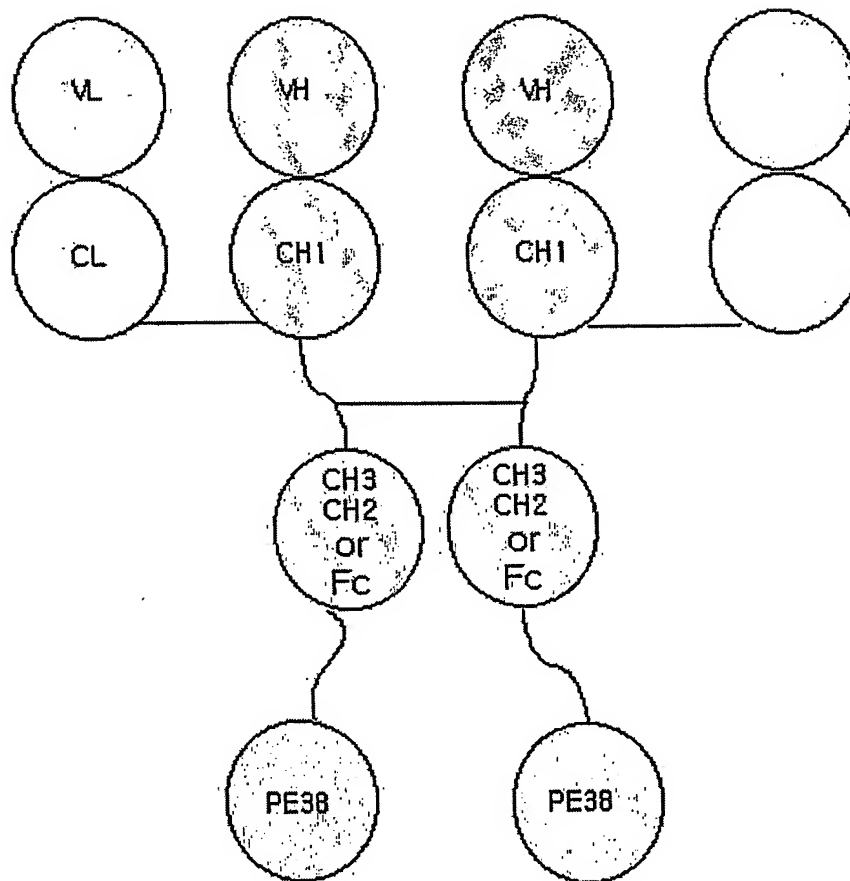 VL VH VH
CL CH1 CH1
CH3 CH3
CH2 CH2
or or
Fc Fc
PE38 PE38